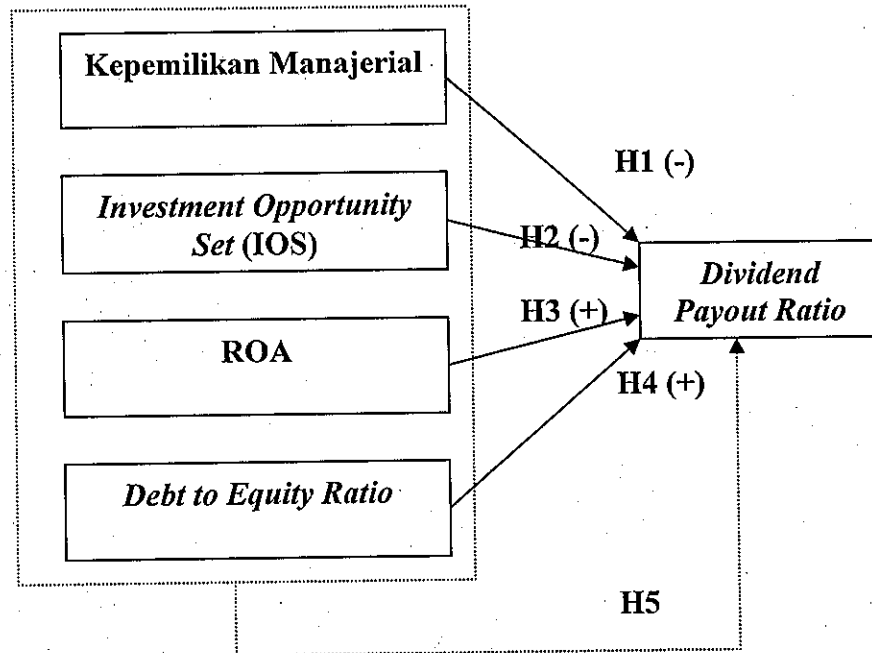 Kepemilikan Manajerial
H1 (-)
Investment Opportunity
Set (IOS)
H2 (-)
Dividend
Payout Ratio
H3 (+)
ROA
H4 (+)
Debt to Equity Ratio
H5